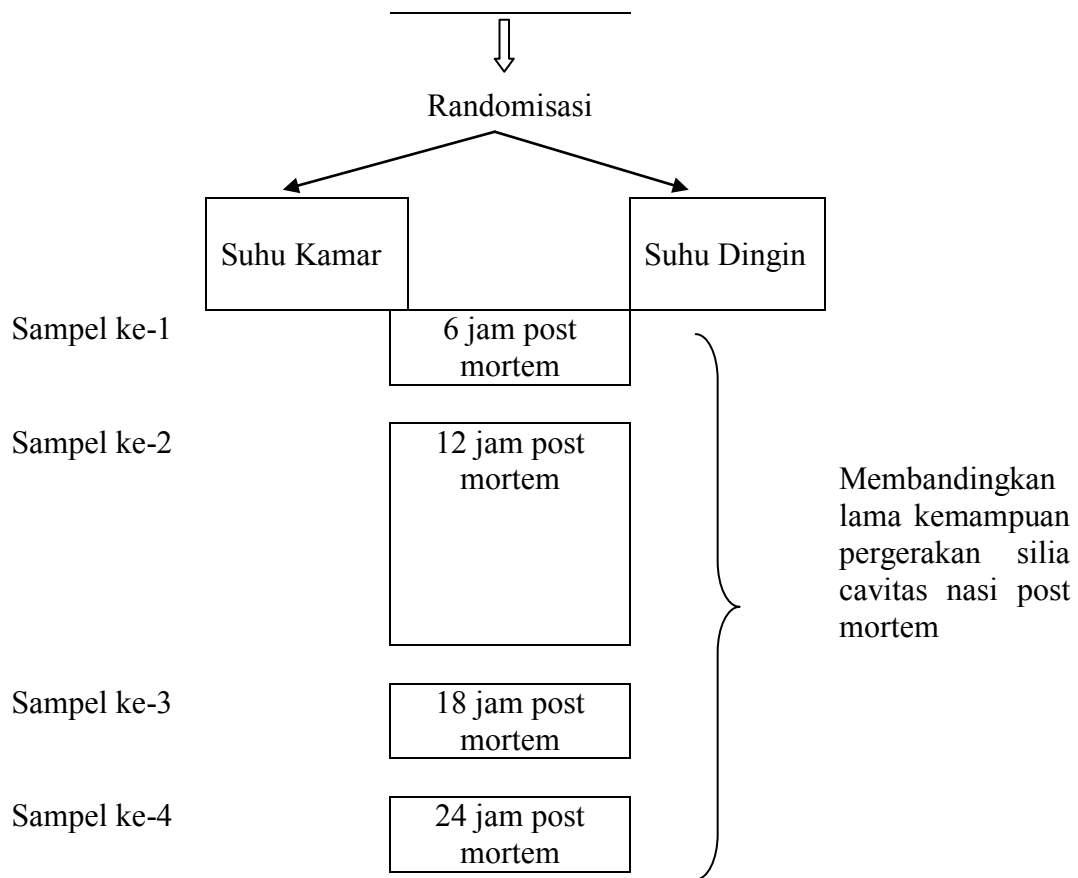 Randomisasi
Suhu Kamar
Suhu Dingin
Sampel ke-1
6 jam post
mortem
Sampel ke-2
12 jam post
mortem
Membandingkan
lama kemampuan
pergerakan silia
cavitas nasi post
mortem
Sampel ke-3
18 jam post
mortem
Sampel ke-4
24 jam post
mortem